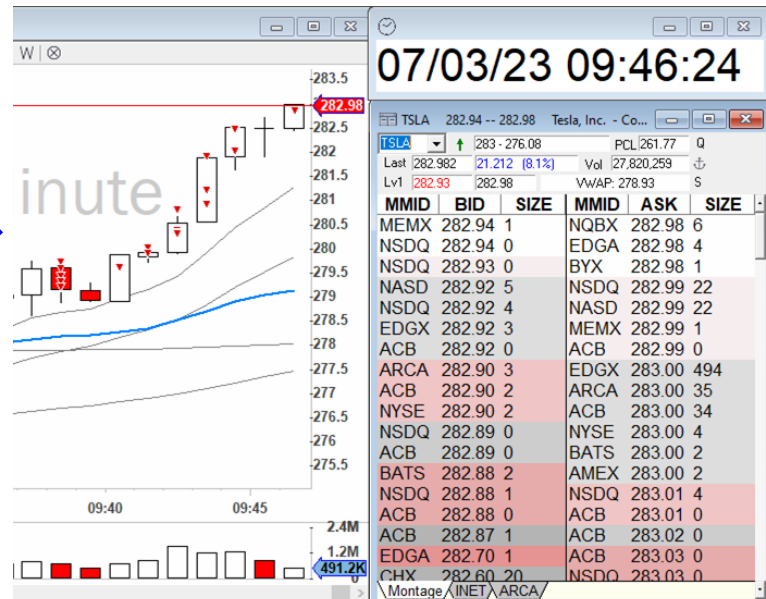 W
07/03/23 09:46:24
inute
283.5
282.98
282.5
282
281.5
281
280.5
280
279.5
279
278.5
278
277.5
277
276.5
276
275.5
09:40 09:45
2.4M
1.2M
491.2K
0
TSLA 282.94 -- 282.98 Tesla, Inc. - Co...
TSLA 283 - 276.08 PCL 261.77 Q
Last 282.982 21.212 (8.1%) Vol 27,820,259
Lv1 282.93 282.98 VWAP: 278.93 S
MMID BID SIZE MMID ASK SIZE
MEMX 282.94 1 NQBX 282.98 6
NSDQ 282.94 0 EDGA 282.98 4
NSDQ 282.93 0 BYX 282.98 1
NASD 282.92 5 NSDQ 282.99 22
NSDQ 282.92 4 NASD 282.99 22
EDGX 282.92 3 MEMX 282.99 1
ACB 282.92 0 ACB 282.99 0
ARCA 282.90 3 EDGX 283.00 494
ACB 282.90 2 ARCA 283.00 35
NYSE 282.90 2 ACB 283.00 34
NSDQ 282.89 0 NYSE 283.00 4
ACB 282.89 0 BATS 283.00 2
BATS 282.88 2 AMEX 283.00 2
NSDQ 282.88 1 NSDQ 283.01 4
ACB 282.88 0 ACB 283.01 0
ACB 282.87 1 ACB 283.02 0
EDGA 282.70 1 ACB 283.03 0
CHX 282.60 20 NSDQ 283.03 0
Montage INET ARCA